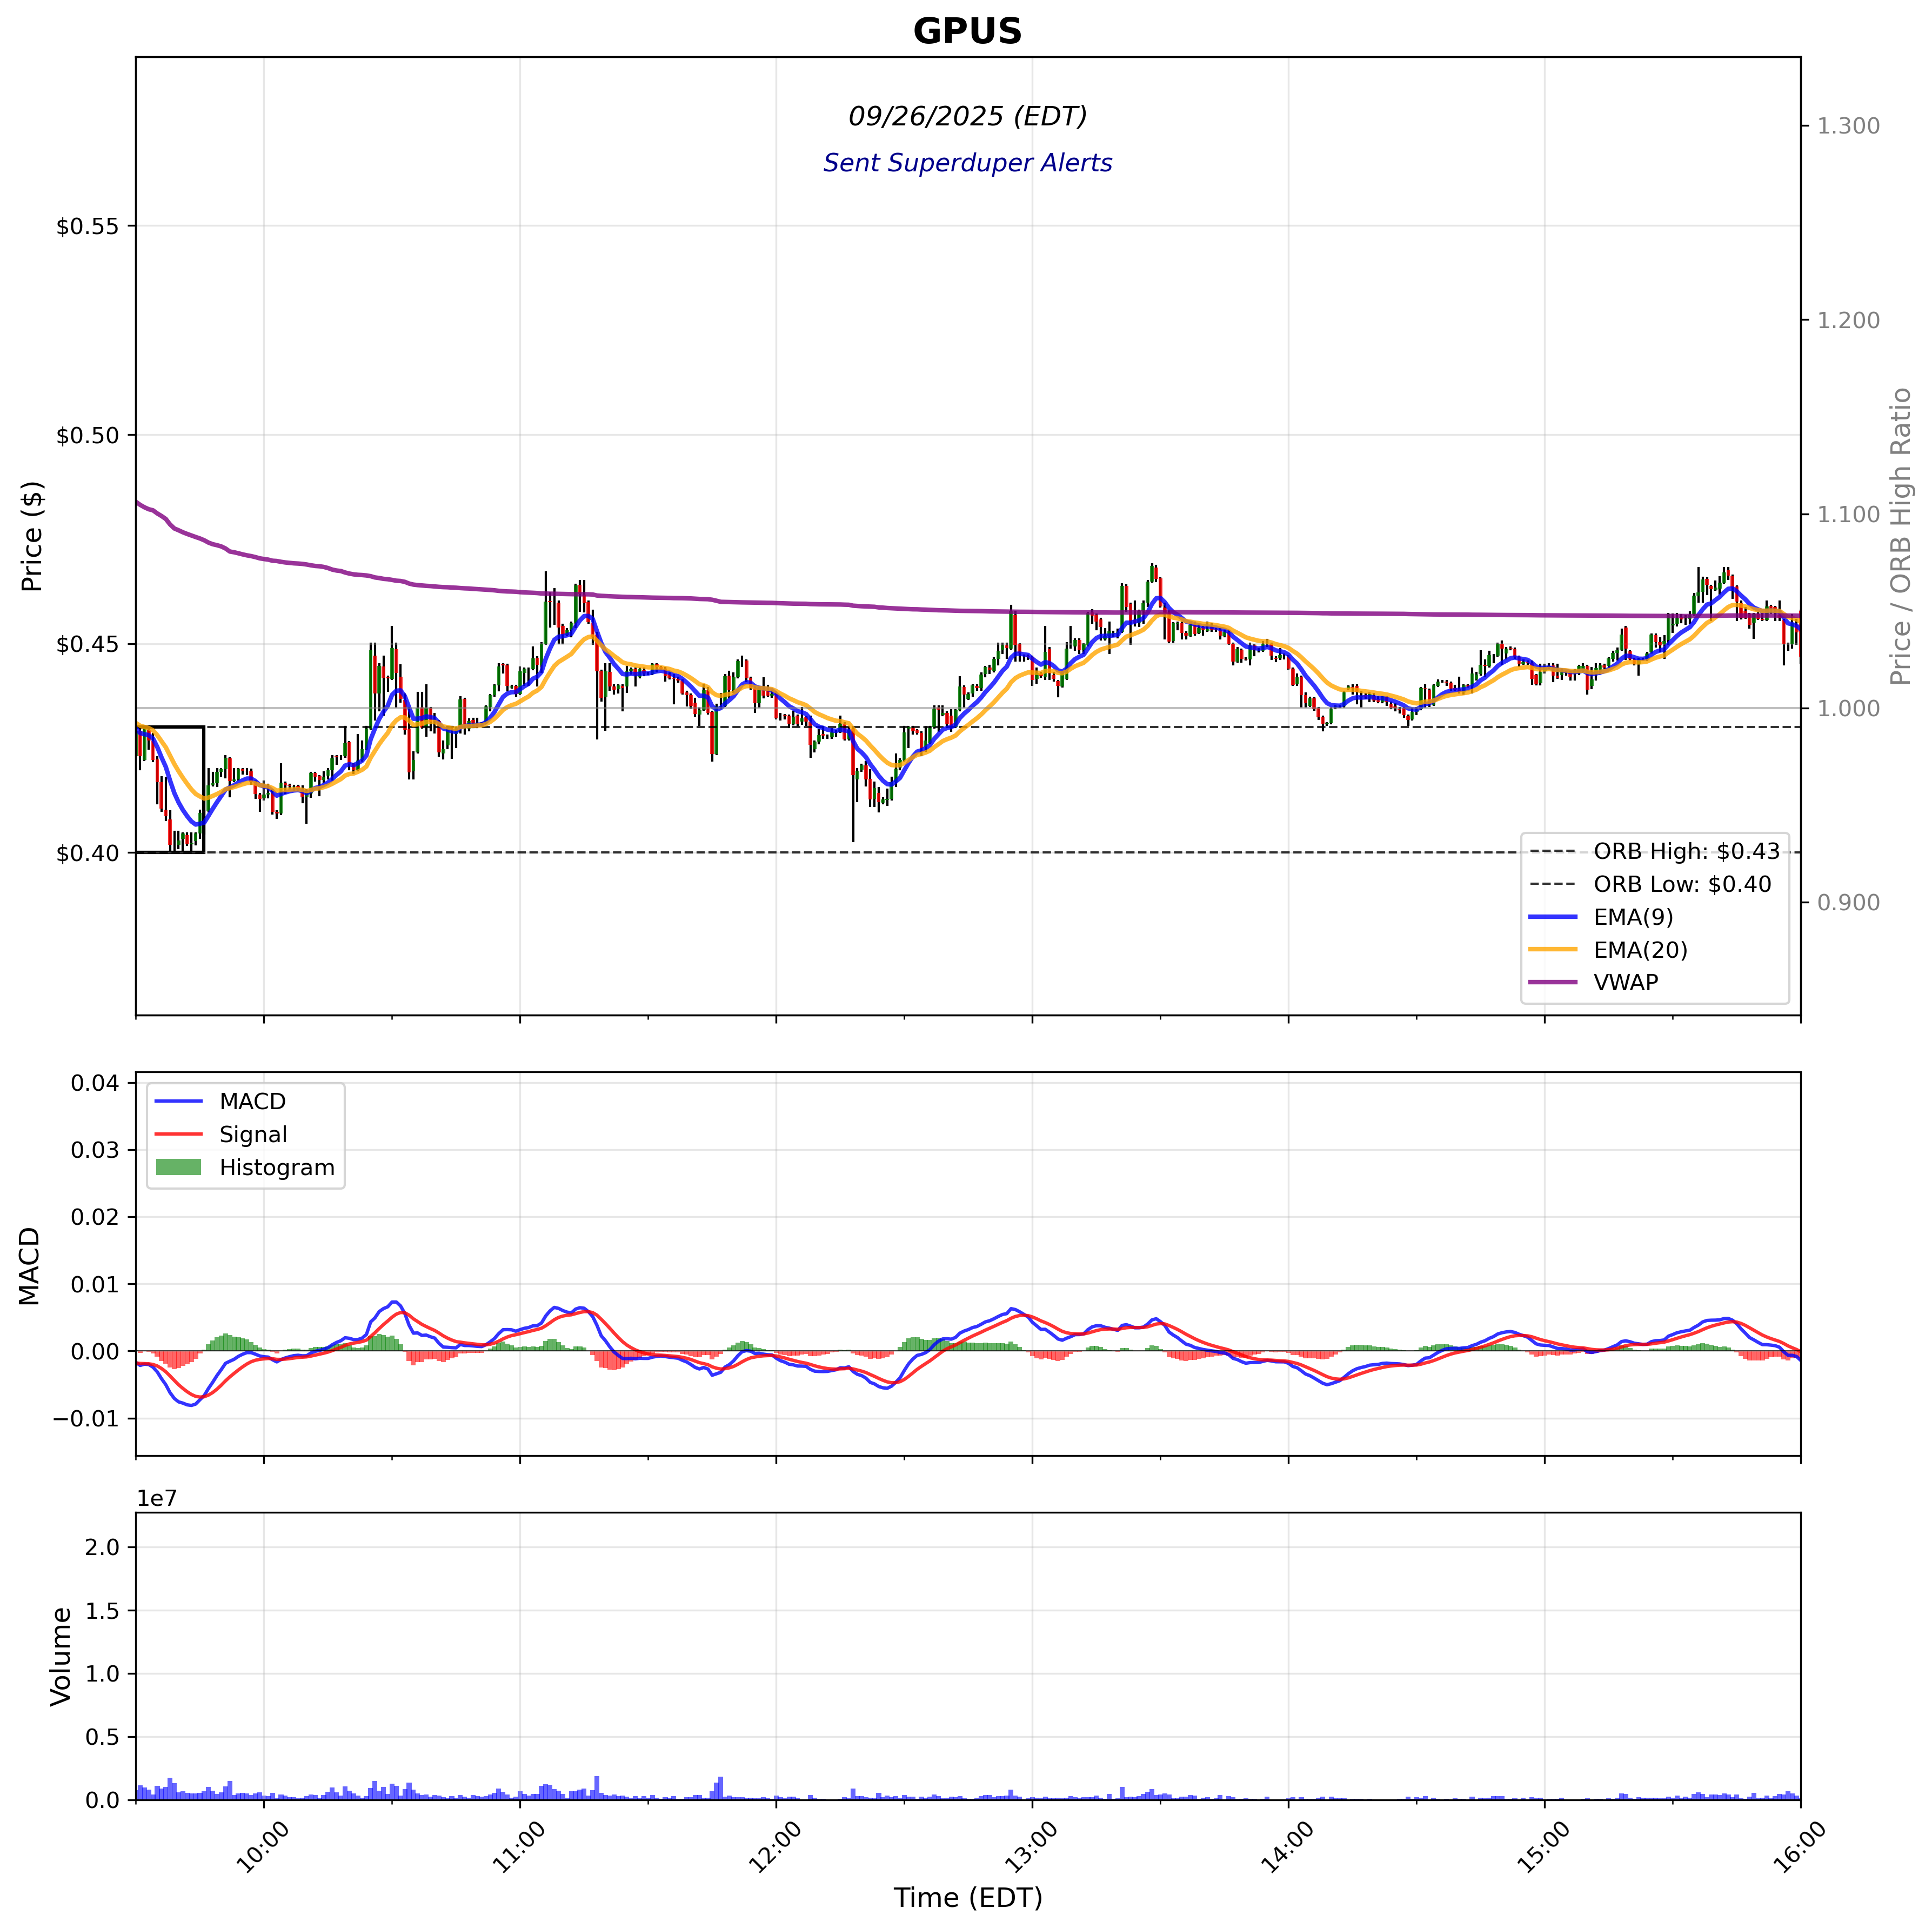 GPUS
09/26/2025 (EDT)
Sent Superduper Alerts
Price ($)
$0.55
$0.50
$0.45
$0.40
1.300
1.200
1.100
1.000
0.900
Price / ORB High Ratio
ORB High: $0.43
ORB Low: $0.40
EMA(9)
EMA(20)
VWAP
MACD
0.04
0.03
0.02
0.01
0.00
−0.01
MACD
Signal
Histogram
1e7
Volume
2.0
1.5
1.0
0.5
0.0
10:00
11:00
12:00
13:00
14:00
15:00
16:00
Time (EDT)